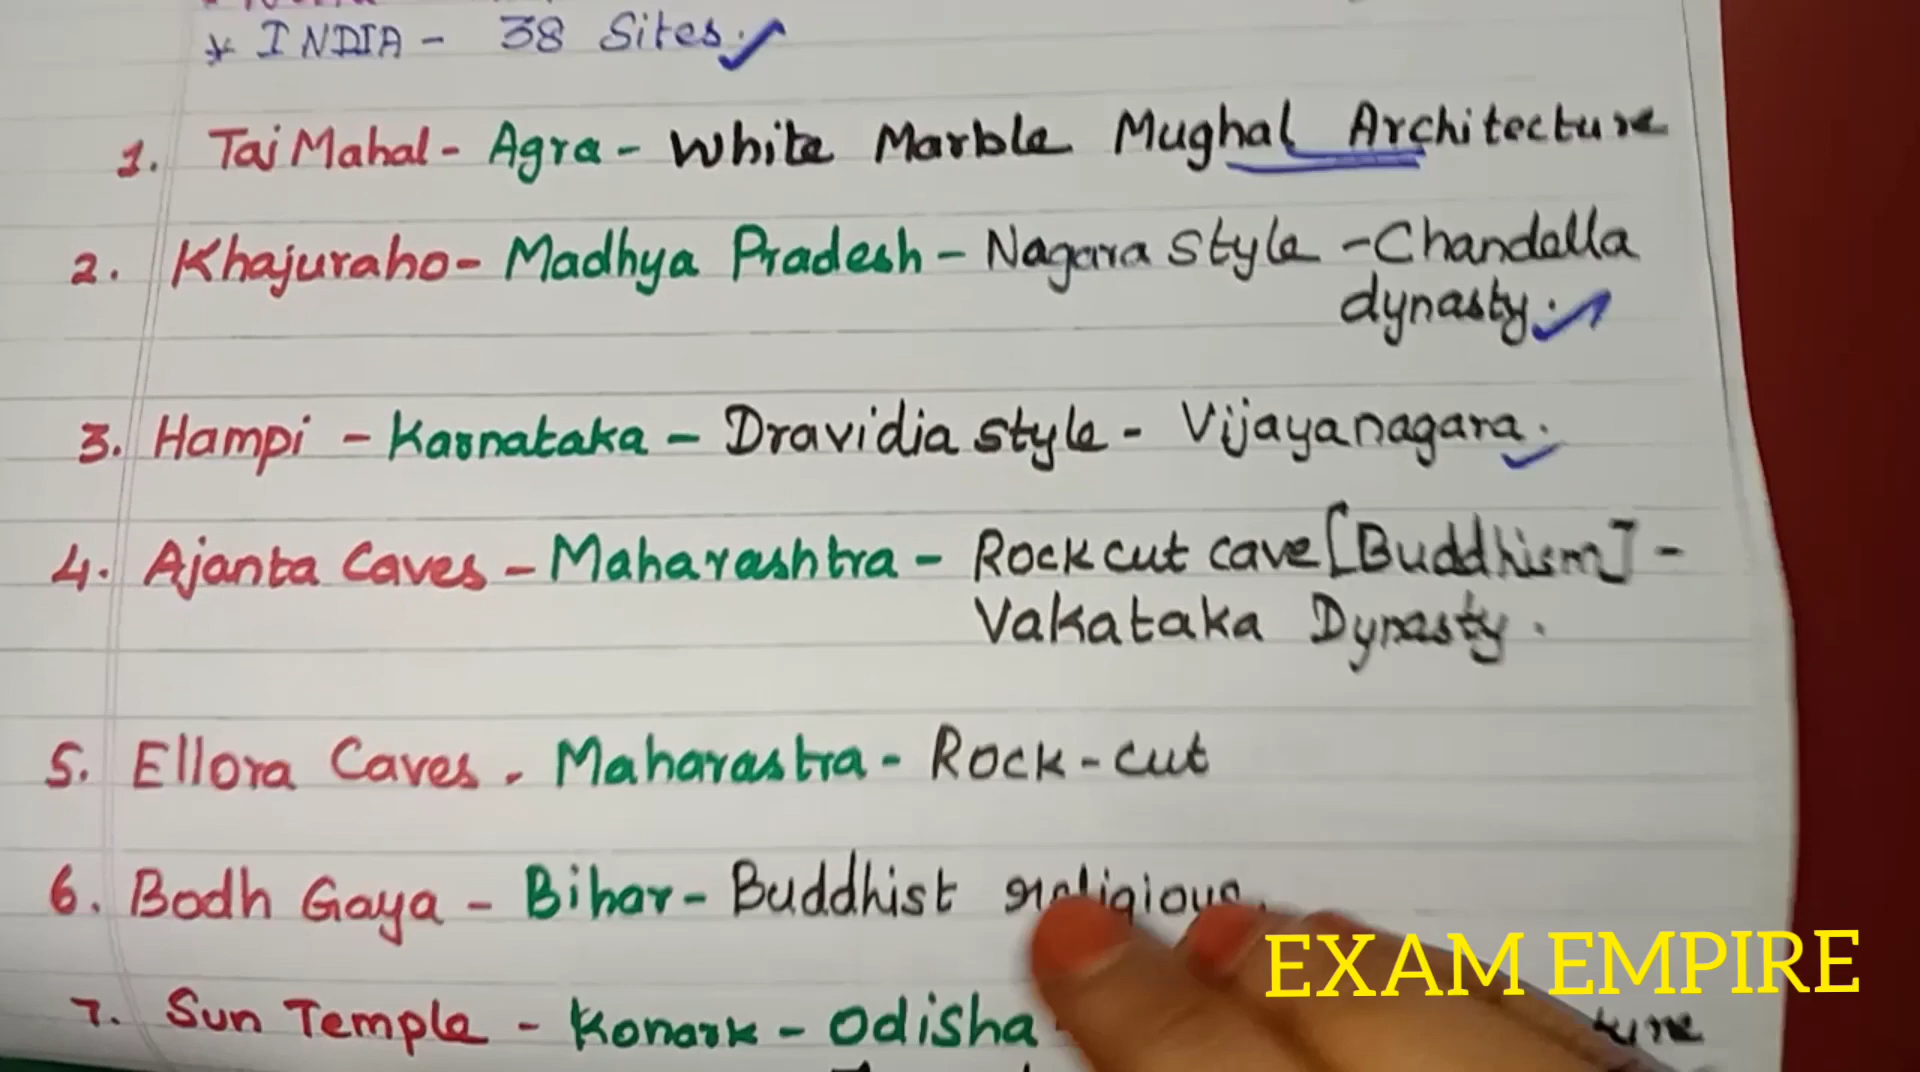 * INDIA - 38 Sites.
1. Taj Mahal - Agra - White Marble Mughal Architecture
2. Khajuraho - Madhya Pradesh - Nagara Style - Chandella
dynasty.
3. Hampi - Karnataka - Dravidia style - Vijayanagara.
4. Ajanta Caves - Maharashtra - Rock cut cave [Buddhism] -
Vakataka Dynasty.
5. Ellora Caves - Maharastra - Rock-cut
6. Bodh Gaya - Bihar - Buddhist religious.
EXAM EMPIRE
7. Sun Temple - Konark - Odisha